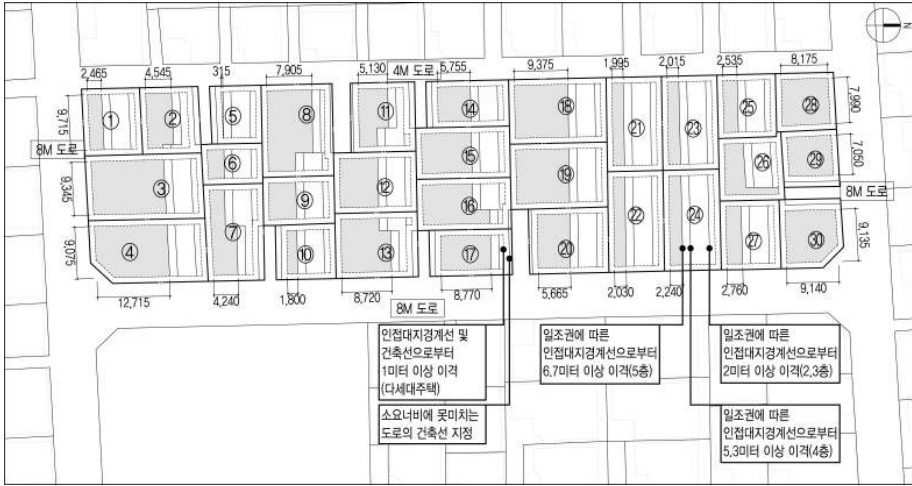 N
2,465
4,545
315
7,905
5,130
4M 도로
5,755
9,375
1,995
2,015
2,535
8,175
9,715
8M 도로
9,345
9,075
①
②
③
④
⑤
⑥
⑦
⑧
⑨
⑩
⑪
⑫
⑬
⑭
⑮
⑯
⑰
⑱
⑲
⑳
㉑
㉒
㉓
㉔
㉕
㉖
㉗
㉘
㉙
㉚
7,990
7,050
8M 도로
9,135
12,715
4,240
1,800
8,720
8,770
5,665
2,030
2,240
2,760
9,140
8M 도로
인접대지경계선 및
건축선으로부터
1미터 이상 이격
(다세대주택)
소요너비에 못미치는
도로의 건축선 지정
일조권에 따른
인접대지경계선으로부터
6.7미터 이상 이격(5층)
일조권에 따른
인접대지경계선으로부터
2미터 이상 이격(2,3층)
일조권에 따른
인접대지경계선으로부터
5.3미터 이상 이격(4층)